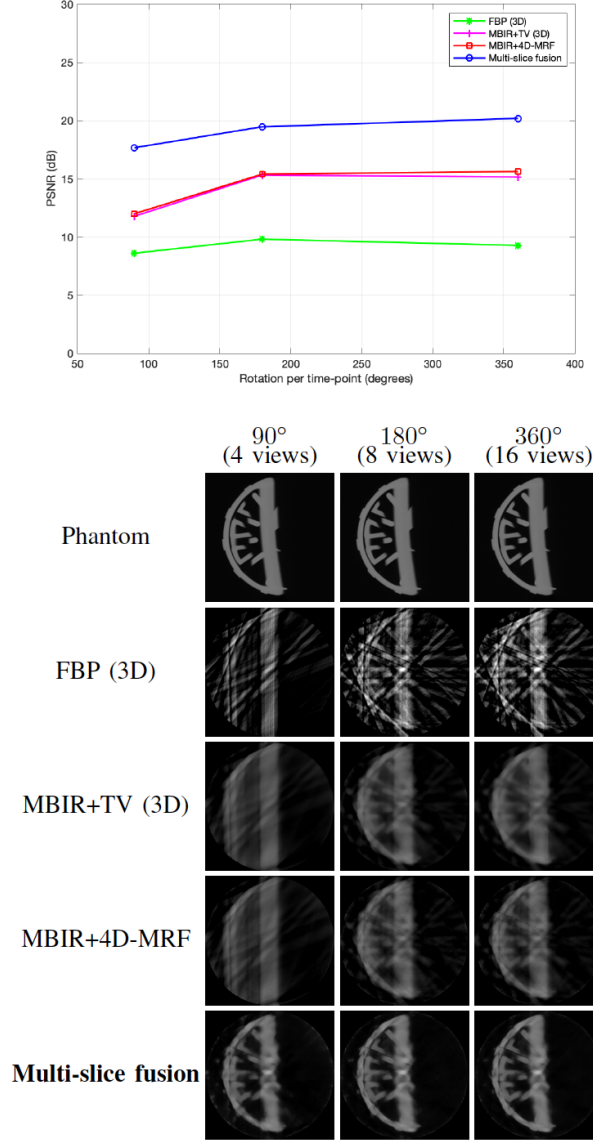 30
25
20
15
10
5
0
PSNR (dB)
FBP (3D)
MBIR+TV (3D)
MBIR+4D-MRF
Multi-slice fusion
50 100 150 200 250 300 350 400
Rotation per time-point (degrees)
90° 180° 360°
(4 views) (8 views) (16 views)
Phantom
FBP (3D)
MBIR+TV (3D)
MBIR+4D-MRF
Multi-slice fusion